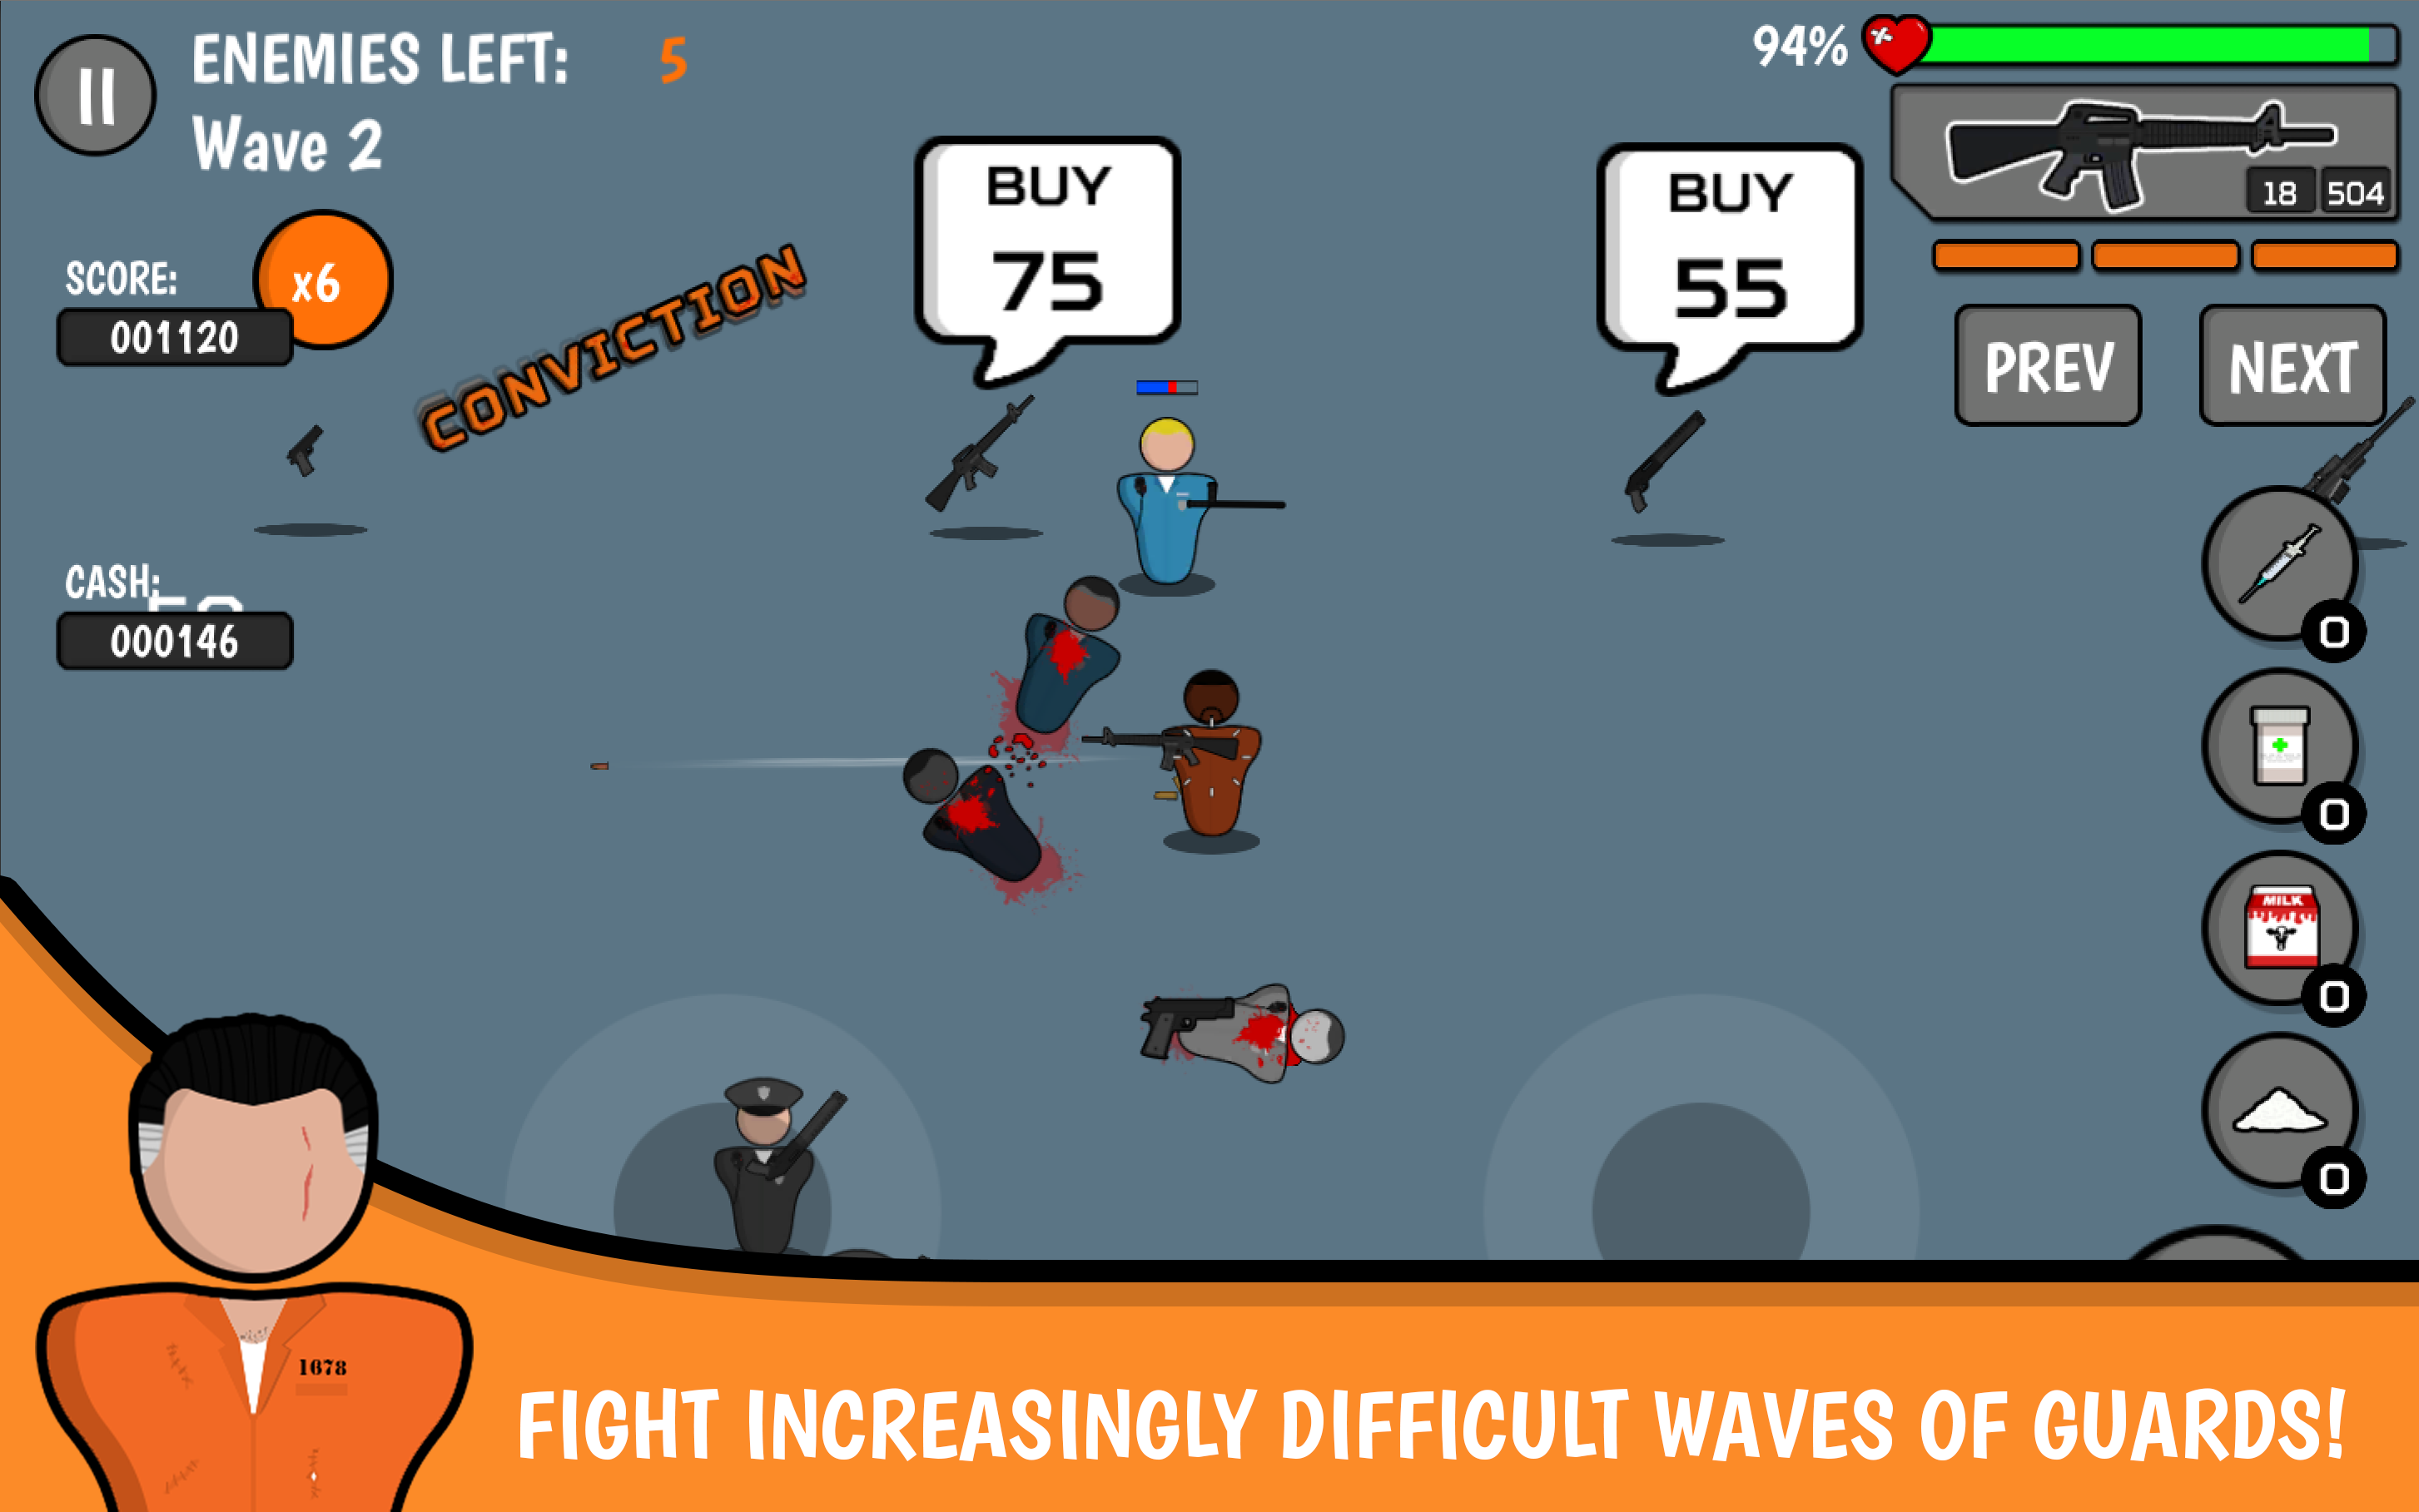 ENEMIES LEFT: 5
Wave 2
94%
18 504
BUY
75
BUY
55
SCORE:
x6
001120
CONVICTION
PREV
NEXT
CASH:
000146
0
0
MILK
0
0
1678
FIGHT INCREASINGLY DIFFICULT WAVES OF GUARDS!